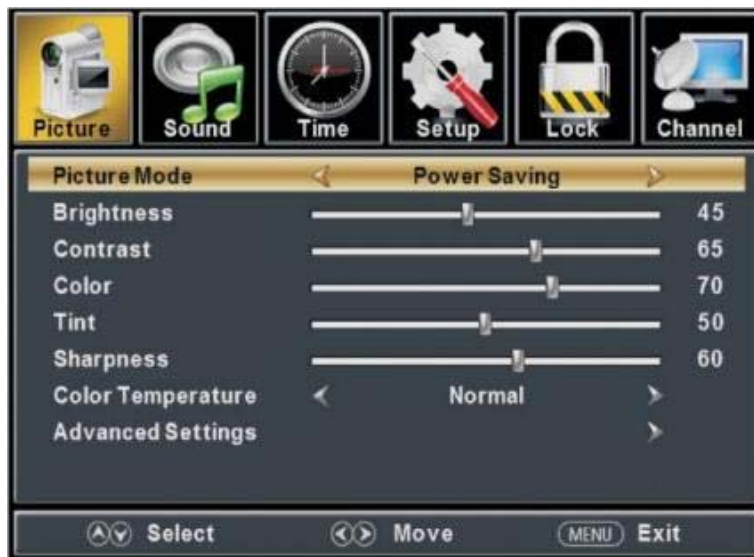 Picture Sound Time Setup Lock Channel
Picture Mode Power Saving
Brightness 45
Contrast 65
Color 70
Tint 50
Sharpness 60
Color Temperature Normal
Advanced Settings
Select Move MENU Exit